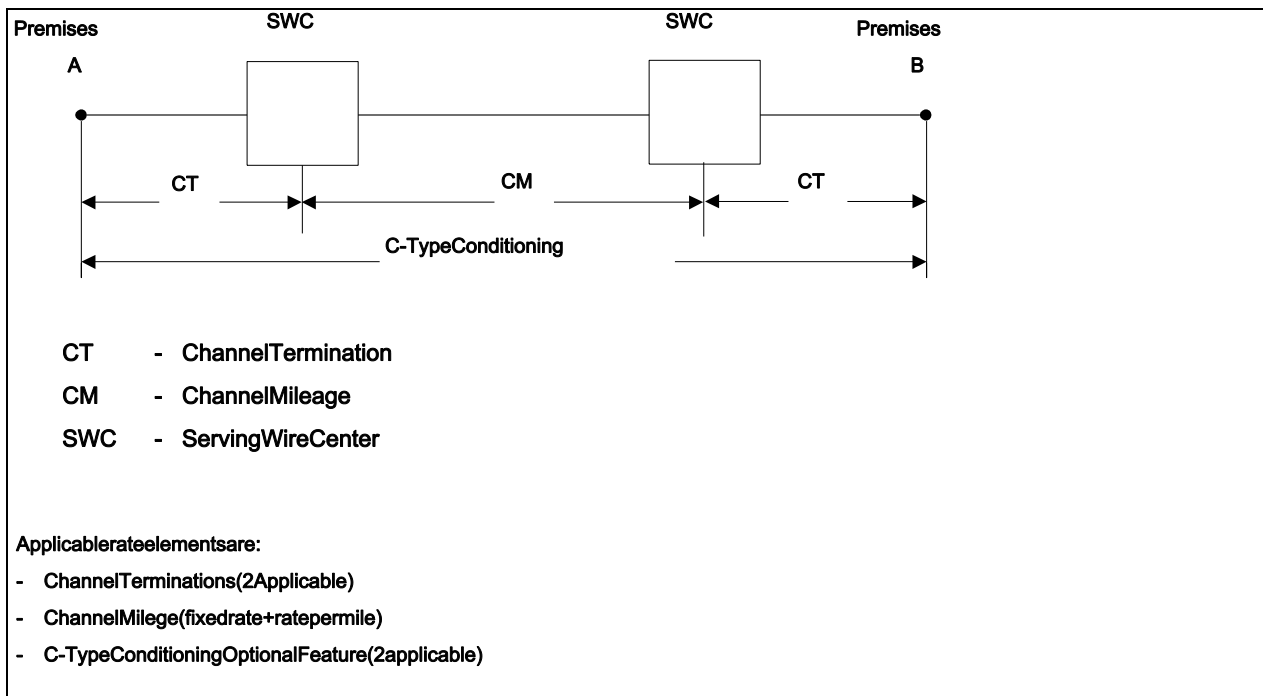 SWC SWC
Premises Premises
A B
CT CM CT
C-TypeConditioning
CT - ChannelTermination
CM - ChannelMileage
SWC - ServingWireCenter
Applicablerateelementsare:
- ChannelTerminations(2Applicable)
- ChannelMilege(fixedrate+ratepermile)
- C-TypeConditioningOptionalFeature(2applicable)